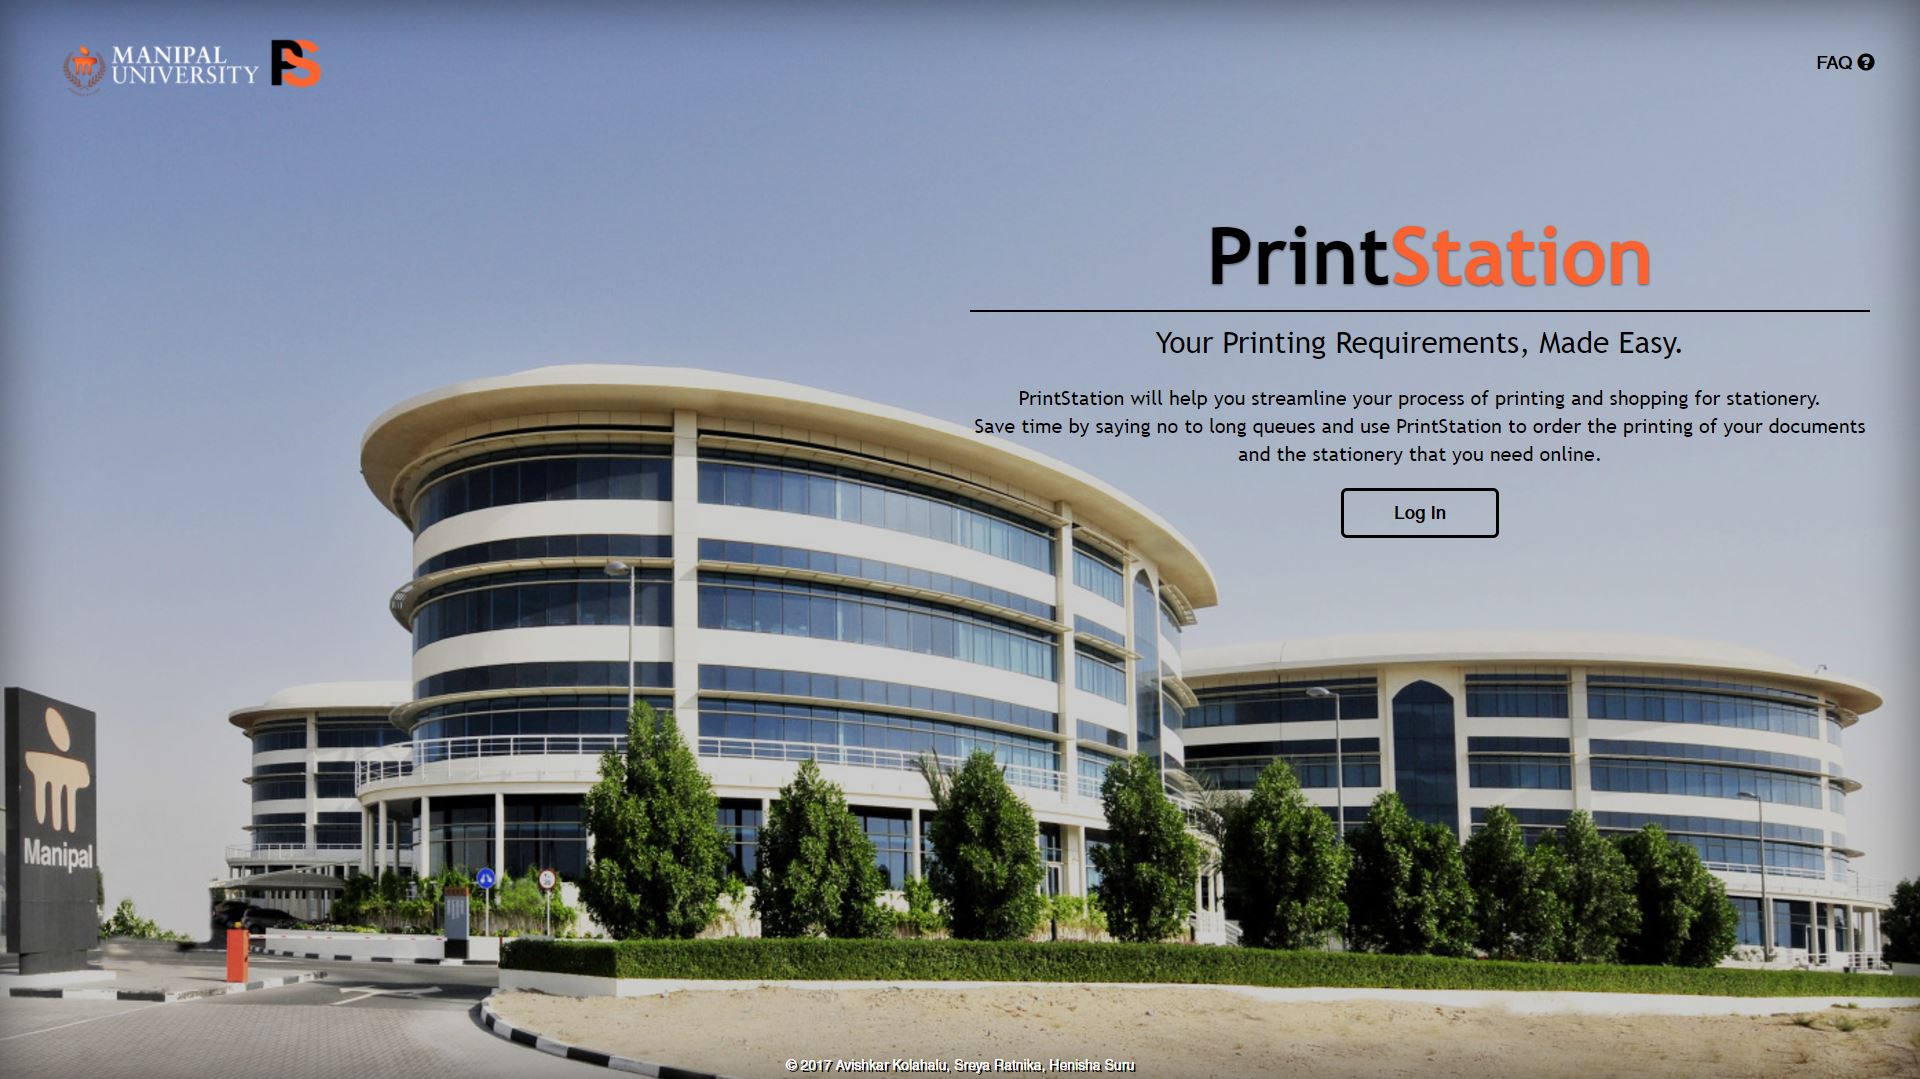 MANIPAL
UNIVERSITY
PS
FAQ ?
PrintStation
Your Printing Requirements, Made Easy.
PrintStation will help you streamline your process of printing and shopping for stationery.
Save time by saying no to long queues and use PrintStation to order the printing of your documents
and the stationery that you need online.
Log In
Manipal
© 2017 Avishkar Kolahalu, Sreya Ratnika, Henisha Suru